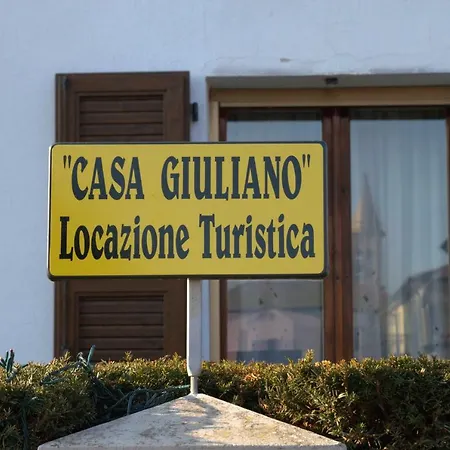 "CASA GIULIANO"
Locazione Turistica